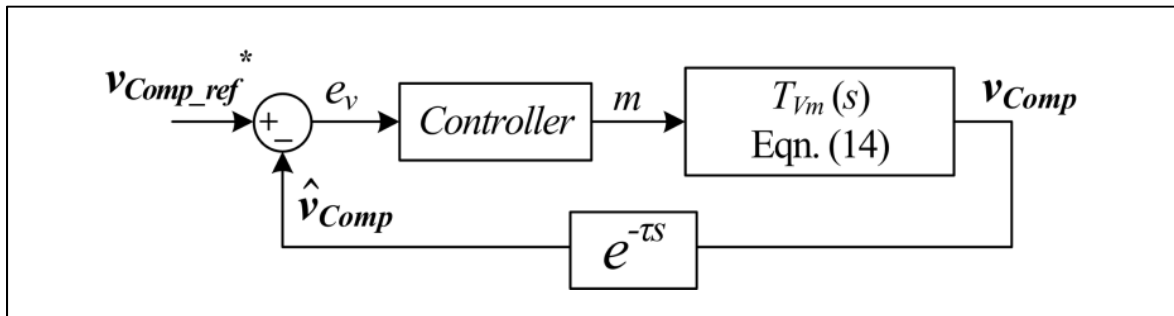 v_Comp_ref*
e_v
Controller
m
T_Vm (s)
Eqn. (14)
v_Comp
+
−
v̂_Comp
e^-τs